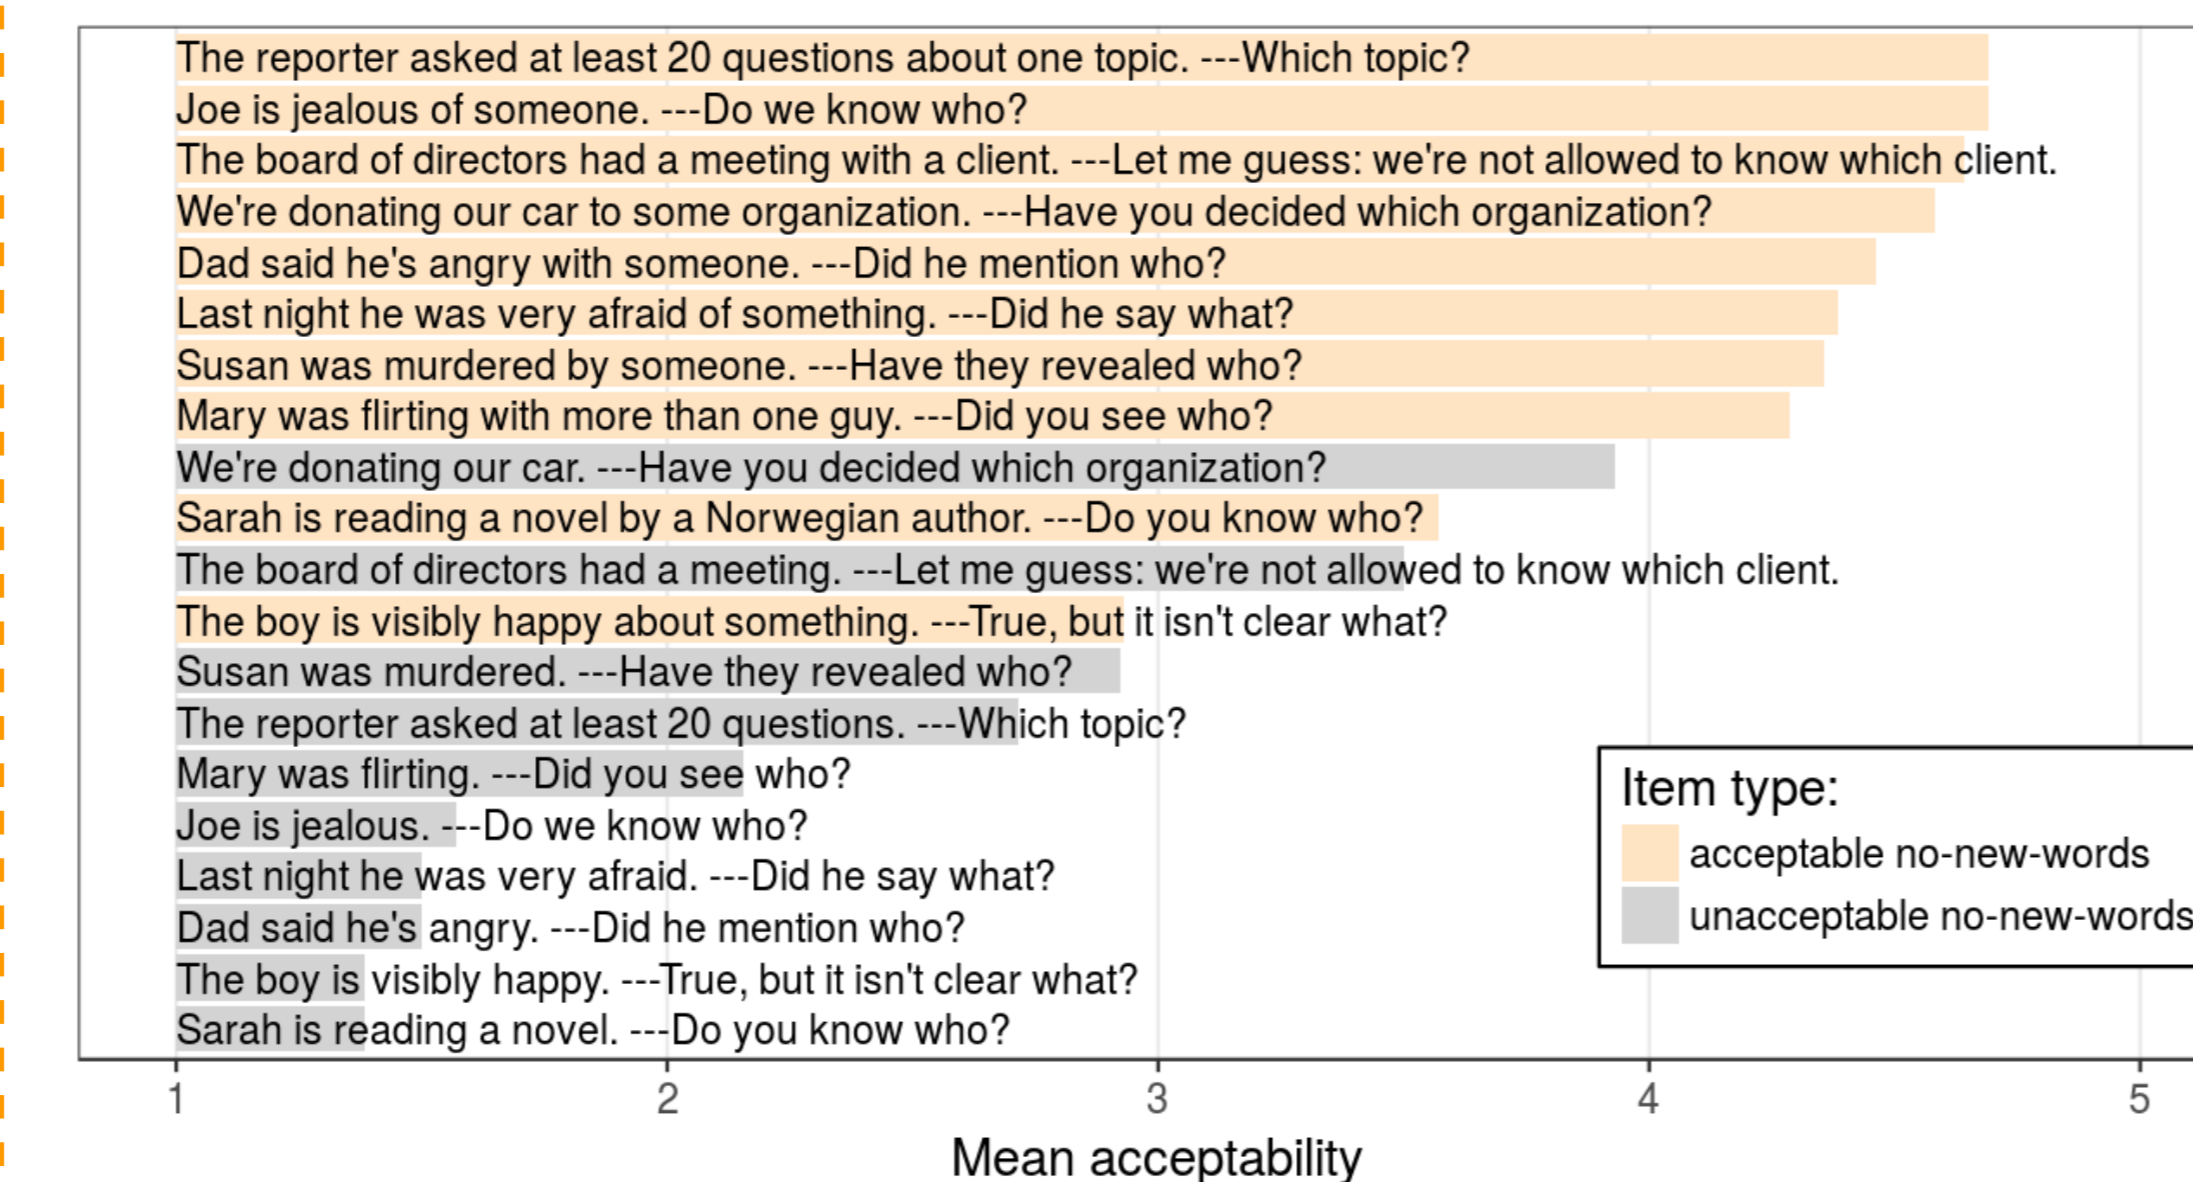 The reporter asked at least 20 questions about one topic. ---Which topic?
Joe is jealous of someone. ---Do we know who?
The board of directors had a meeting with a client. ---Let me guess: we're not allowed to know which client.
We're donating our car to some organization. ---Have you decided which organization?
Dad said he's angry with someone. ---Did he mention who?
Last night he was very afraid of something. ---Did he say what?
Susan was murdered by someone. ---Have they revealed who?
Mary was flirting with more than one guy. ---Did you see who?
We're donating our car. ---Have you decided which organization?
Sarah is reading a novel by a Norwegian author. ---Do you know who?
The board of directors had a meeting. ---Let me guess: we're not allowed to know which client.
The boy is visibly happy about something. ---True, but it isn't clear what?
Susan was murdered. ---Have they revealed who?
The reporter asked at least 20 questions. ---Which topic?
Mary was flirting. ---Did you see who?
Joe is jealous. ---Do we know who?
Last night he was very afraid. ---Did he say what?
Dad said he's angry. ---Did he mention who?
The boy is visibly happy. ---True, but it isn't clear what?
Sarah is reading a novel. ---Do you know who?
Item type:
acceptable no-new-words
unacceptable no-new-words
1 2 3 4 5
Mean acceptability